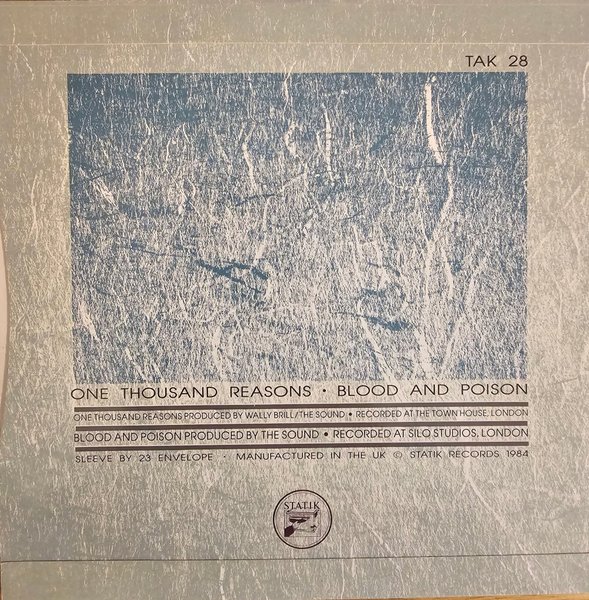 TAK 28
ONE THOUSAND REASONS · BLOOD AND POISON
ONE THOUSAND REASONS PRODUCED BY WALLY BRILL/THE SOUND • RECORDED AT THE TOWN HOUSE, LONDON
BLOOD AND POISON PRODUCED BY THE SOUND • RECORDED AT SILO STUDIOS, LONDON
SLEEVE BY 23 ENVELOPE · MANUFACTURED IN THE UK © STATIK RECORDS 1984
STATIK